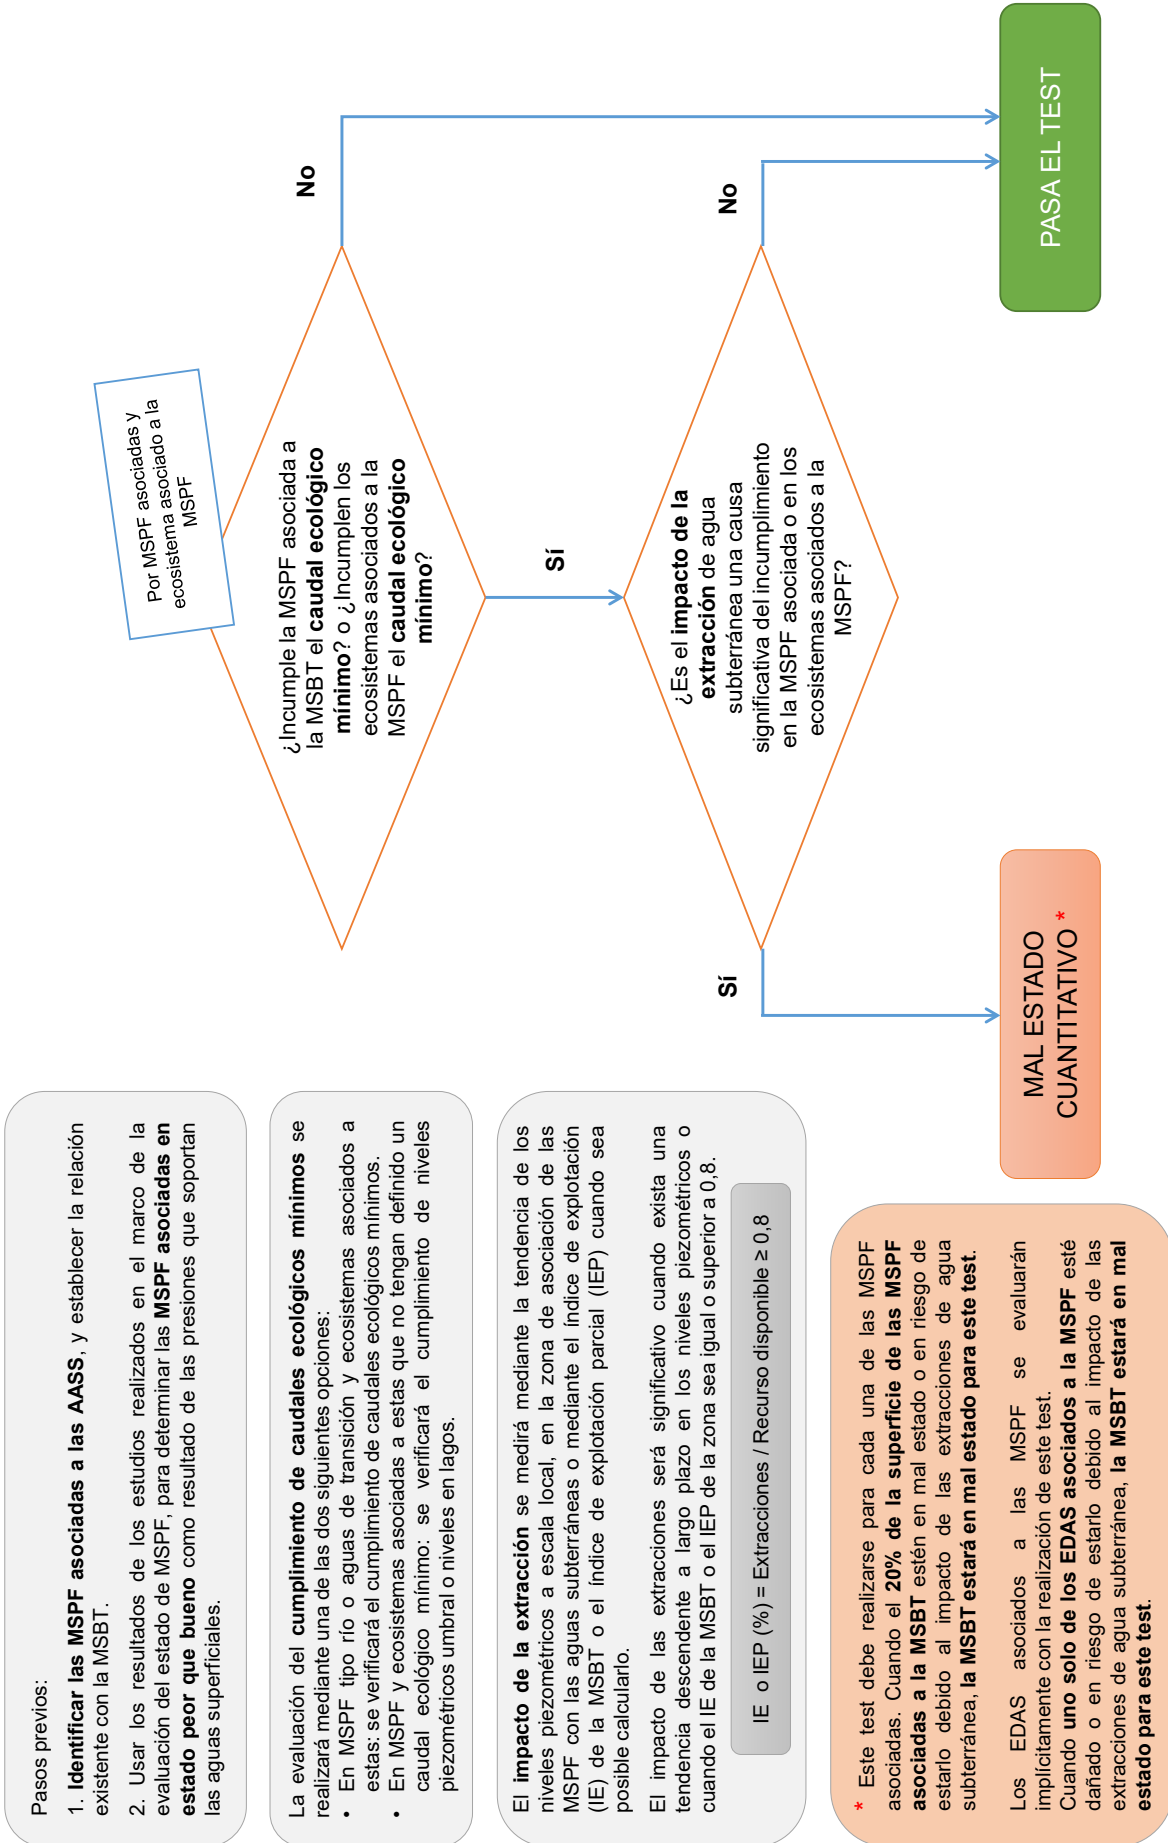 Pasos previos:
1. Identificar las MSPF asociadas a las AASS, y establecer la relación
existente con la MSBT.
2. Usar los resultados de los estudios realizados en el marco de la
evaluación del estado de MSPF, para determinar las MSPF asociadas en
estado peor que bueno como resultado de las presiones que soportan
las aguas superficiales.
La evaluación del cumplimiento de caudales ecológicos mínimos se
realizará mediante una de las dos siguientes opciones:
• En MSPF tipo río o aguas de transición y ecosistemas asociados a
estas: se verificará el cumplimiento de caudales ecológicos mínimos.
• En MSPF y ecosistemas asociadas a estas que no tengan definido un
caudal ecológico mínimo: se verificará el cumplimiento de niveles
piezométricos umbral o niveles en lagos.
El impacto de la extracción se medirá mediante la tendencia de los
niveles piezométricos a escala local, en la zona de asociación de las
MSPF con las aguas subterráneas o mediante el índice de explotación
(IE) de la MSBT o el índice de explotación parcial (IEP) cuando sea
posible calcularlo.
El impacto de las extracciones será significativo cuando exista una
tendencia descendente a largo plazo en los niveles piezométricos o
cuando el IE de la MSBT o el IEP de la zona sea igual o superior a 0,8.
IE o IEP (%) = Extracciones / Recurso disponible ≥ 0,8
* Este test debe realizarse para cada una de las MSPF
asociadas. Cuando el 20% de la superficie de las MSPF
asociadas a la MSBT estén en mal estado o en riesgo de
estarlo debido al impacto de las extracciones de agua
subterránea, la MSBT estará en mal estado para este test.
Los EDAS asociados a las MSPF se evaluarán
implícitamente con la realización de este test.
Cuando uno solo de los EDAS asociados a la MSPF esté
dañado o en riesgo de estarlo debido al impacto de las
extracciones de agua subterránea, la MSBT estará en mal
estado para este test.
Por MSPF asociadas y
ecosistema asociado a la
MSPF
¿Incumple la MSPF asociada a
la MSBT el caudal ecológico
mínimo? o ¿Incumplen los
ecosistemas asociados a la
MSPF el caudal ecológico
mínimo?
No
Sí
¿Es el impacto de la
extracción de agua
subterránea una causa
significativa del incumplimiento
en la MSPF asociada o en los
ecosistemas asociados a la
MSPF?
Sí
No
MAL ESTADO
CUANTITATIVO *
PASA EL TEST